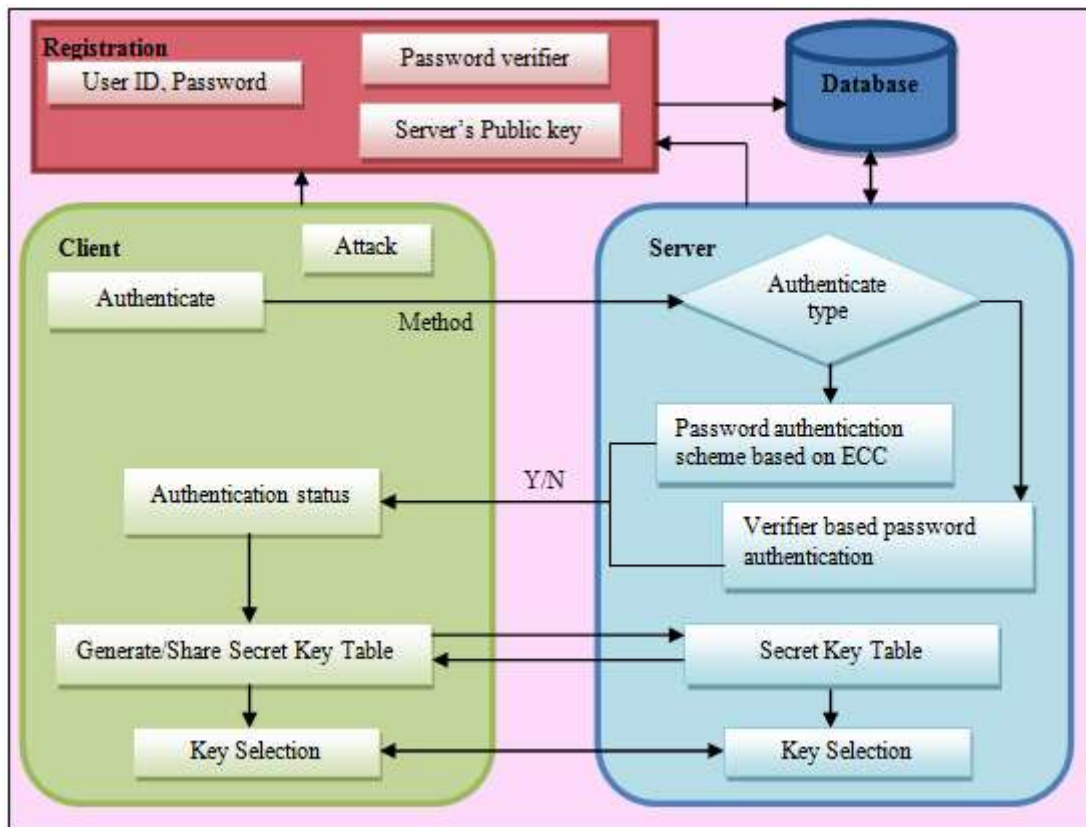 Registration
User ID, Password
Password verifier
Server's Public key
Database
Client
Attack
Authenticate
Method
Server
Authenticate
type
Password authentication
scheme based on ECC
Y/N
Authentication status
Verifier based password
authentication
Generate/Share Secret Key Table
Secret Key Table
Key Selection
Key Selection